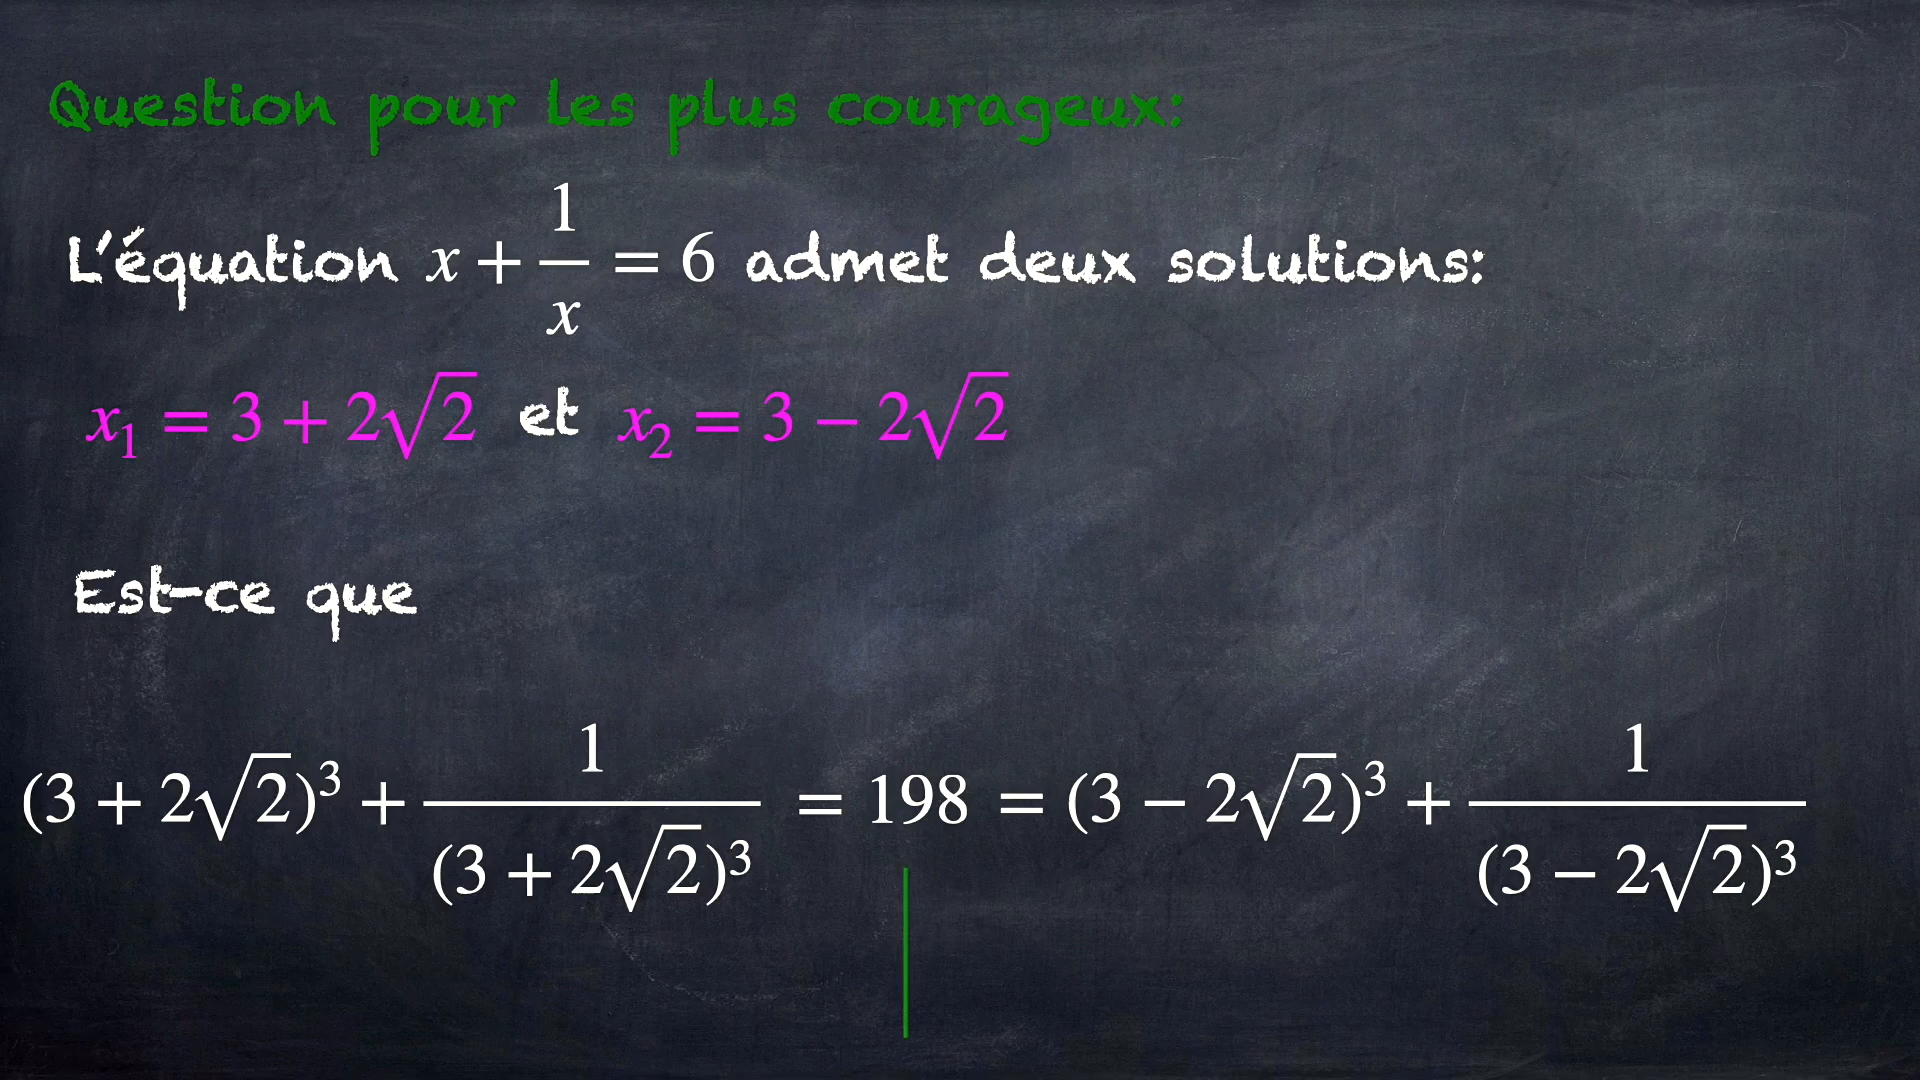 Question pour les plus courageux:
L'équation x + 1/x = 6 admet deux solutions:
x₁ = 3 + 2√2 et x₂ = 3 − 2√2
Est-ce que
(3 + 2√2)³ + 1/(3 + 2√2)³ = 198 = (3 − 2√2)³ + 1/(3 − 2√2)³